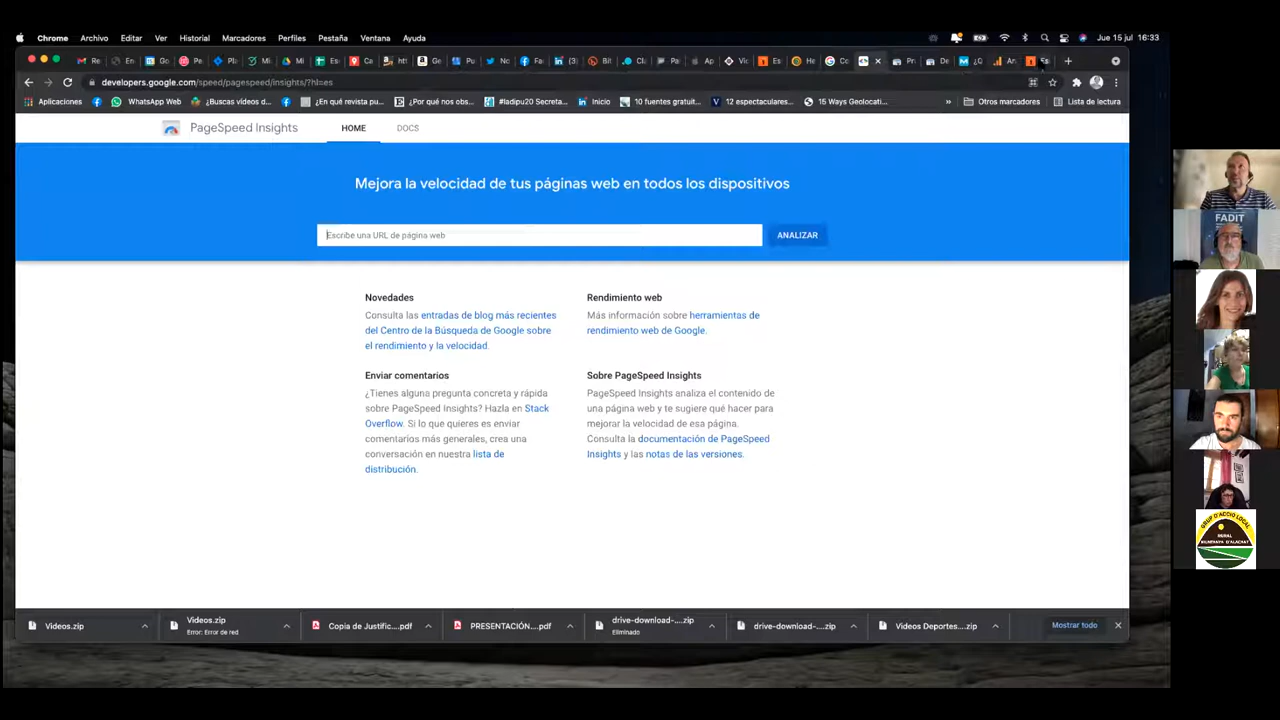 Chrome Archivo Editar Ver Historial Marcadores Perfiles Pestaña Ventana Ayuda Jue 15 jul 16:33
developers.google.com/speed/pagespeed/insights/?hl=es
Aplicaciones WhatsApp Web ¿Buscas vídeos d... ¿En qué revista pu... ¿Por qué nos obs... #ladipu20 Secreta... Inicio 10 fuentes gratuit... 12 espectaculares... 15 Ways Geolocati... » Otros marcadores Lista de lectura
PageSpeed Insights HOME DOCS
Mejora la velocidad de tus páginas web en todos los dispositivos
Escribe una URL de página web ANALIZAR
Novedades
Consulta las entradas de blog más recientes
del Centro de la Búsqueda de Google sobre
el rendimiento y la velocidad.
Rendimiento web
Más información sobre herramientas de
rendimiento web de Google.
Enviar comentarios
¿Tienes alguna pregunta concreta y rápida
sobre PageSpeed Insights? Hazla en Stack
Overflow. Si lo que quieres es enviar
comentarios más generales, crea una
conversación en nuestra lista de
distribución.
Sobre PageSpeed Insights
PageSpeed Insights analiza el contenido de
una página web y te sugiere qué hacer para
mejorar la velocidad de esa página.
Consulta la documentación de PageSpeed
Insights y las notas de las versiones.
Videos.zip
Videos.zip
Error: Error de red
Copia de Justific....pdf
PRESENTACIÓN....pdf
drive-download-....zip
Eliminado
drive-download-....zip
Videos Deportes....zip
Mostrar todo
FADIT
GRUP D'ACCIÓ LOCAL
RURAL
MUNTANYA D'ALACANT